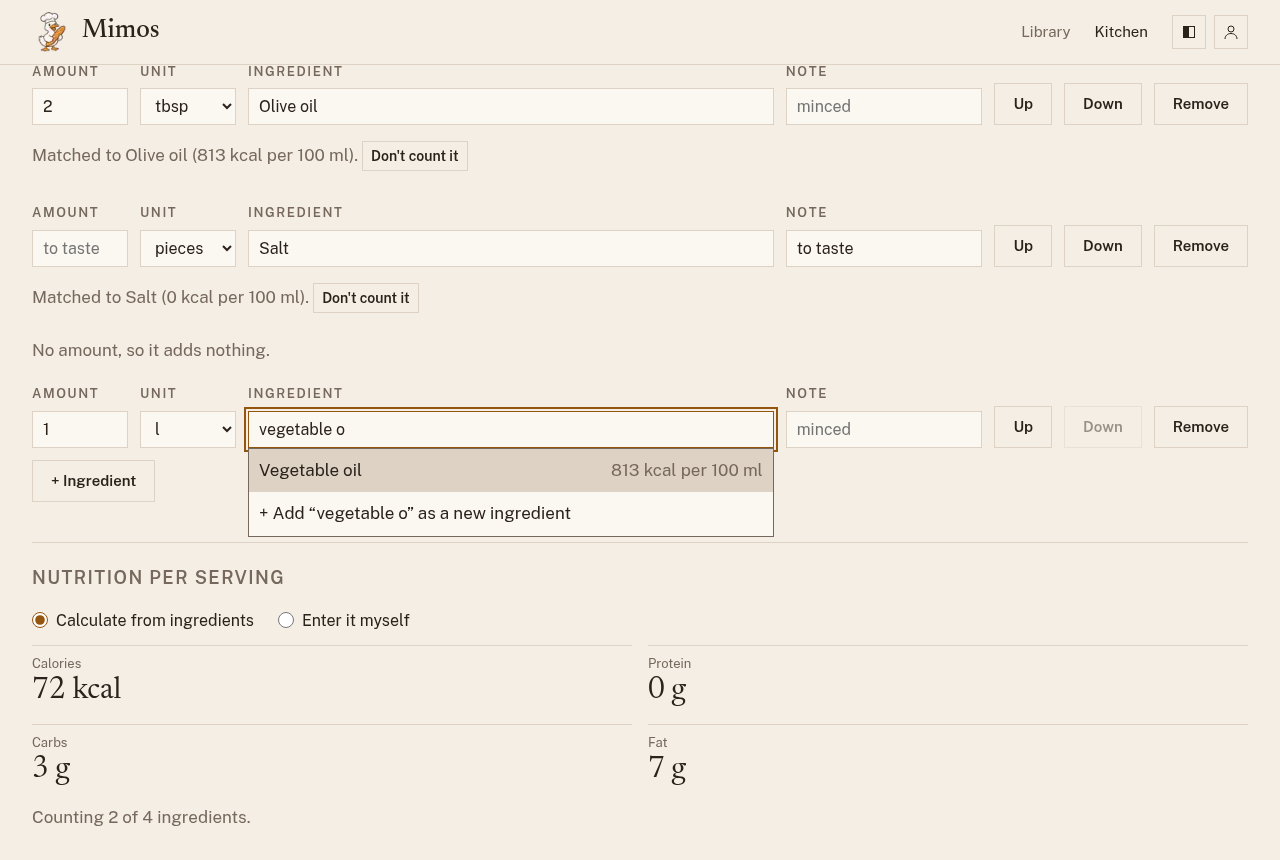 Mimos
Library
Kitchen
AMOUNT UNIT INGREDIENT NOTE
2 tbsp Olive oil minced Up Down Remove
Matched to Olive oil (813 kcal per 100 ml). Don't count it
AMOUNT UNIT INGREDIENT NOTE
to taste pieces Salt to taste Up Down Remove
Matched to Salt (0 kcal per 100 ml). Don't count it
No amount, so it adds nothing.
AMOUNT UNIT INGREDIENT NOTE
1 l vegetable o minced Up Down Remove
Vegetable oil 813 kcal per 100 ml
+ Ingredient
+ Add “vegetable o” as a new ingredient
NUTRITION PER SERVING
Calculate from ingredients Enter it myself
Calories
72 kcal
Protein
0 g
Carbs
3 g
Fat
7 g
Counting 2 of 4 ingredients.